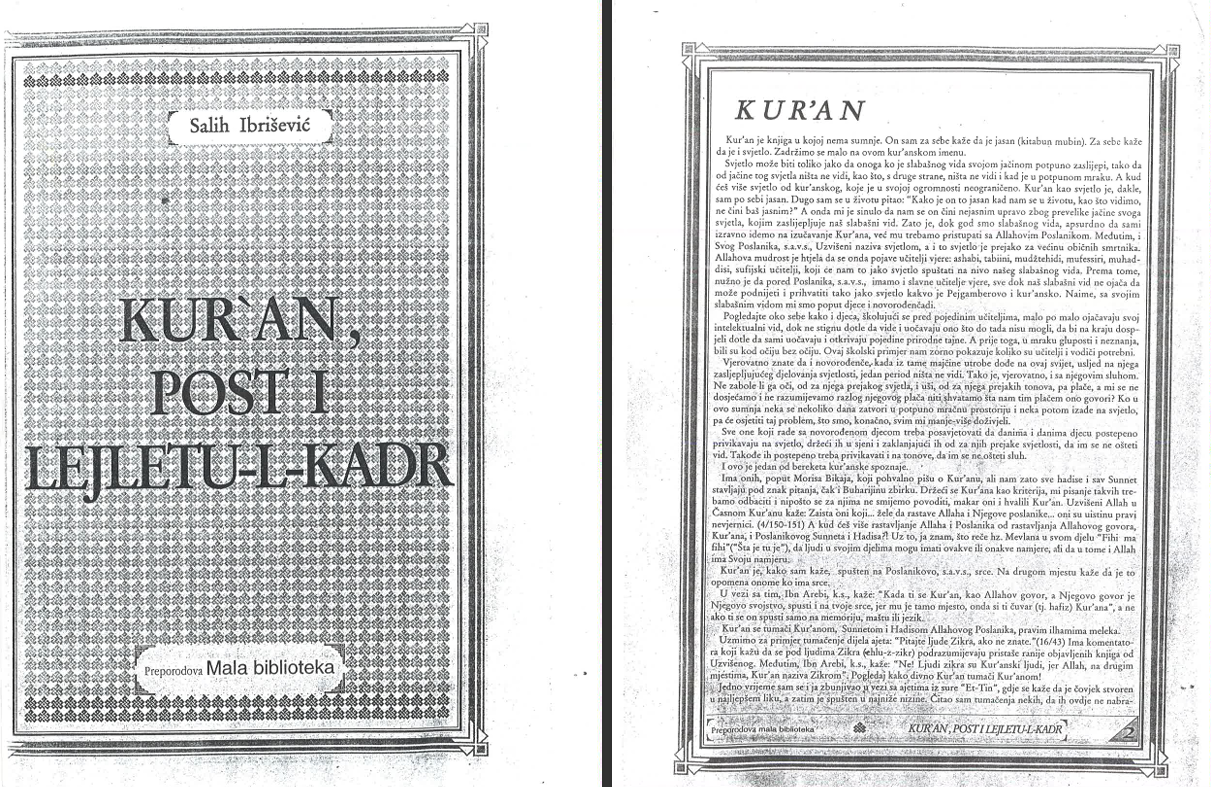 Salih Ibrišević
KUR`AN,
POST I
LEJLETU-L-KADR
Preporodova Mala biblioteka
KUR'AN
Kur'an je knjiga u kojoj nema sumnje. On sam za sebe kaže da je jasan (kitabun mubin). Za sebe kaže
da je i svjetlo. Zadržimo se malo na ovom kur'anskom imenu.
Svjetlo može biti toliko jako da onoga ko je slabašnog vida svojom jačinom potpuno zaslijepi, tako da
od jačine tog svjetla ništa ne vidi, kao što, s druge strane, ništa ne vidi i kad je u potpunom mraku. A kud
ćeš više svjetlo od kur'anskog, koje je u svojoj ogromnosti neograničeno. Kur'an kao svjetlo je, dakle,
sam po sebi jasan. Dugo sam se u životu pitao: "Kako je on to jasan kad nam se u životu, kao što vidimo,
ne čini baš jasnim?" A onda mi je sinulo da nam se on čini nejasnim upravo zbog prevelike jačine svoga
svjetla, kojim zasljepljuje naš slabašni vid. Zato je, dok god smo slabašnog vida, apsurdno da sami
izravno idemo na izučavanje Kur'ana, već mu trebamo pristupati sa Allahovim Poslanikom. Međutim, i
Svog Poslanika, s.a.v.s., Uzvišeni naziva svjetlom, a i to svjetlo je prejako za većinu običnih smrtnika.
Allahova mudrost je htjela da se onda pojave učitelji vjere: ashabi, tabiini, mudžtehidi, mufessiri, muhad-
disi, sufijski učitelji, koji će nam to jako svjetlo spuštati na nivo našeg slabašnog vida. Prema tome,
nužno je da pored Poslanika, s.a.v.s., imamo i slavne učitelje vjere, sve dok naš slabašni vid ne ojača da
može podnijeti i prihvatiti tako jako svjetlo kakvo je Pejgamberovo i kur'ansko. Naime, sa svojim
slabašnim vidom mi smo poput djece i novorođenčadi.
Pogledajte oko sebe kako i djeca, školujući se pred pojedinim učiteljima, malo po malo ojačavaju svoj
intelektualni vid, dok ne stignu dotle da vide i uočavaju ono što do tada nisu mogli, da bi na kraju dosp-
jeli dotle da sami uočavaju i otkrivaju pojedine prirodne tajne. A prije toga, u mraku gluposti i neznanja,
bili su kod očiju bez očiju. Ovaj školski primjer nam zorno pokazuje koliko su učitelji i vodiči potrebni.
Vjerovatno znate da i novorođenče, kada iz tame majčine utrobe dođe na ovaj svijet, usljed na njega
zasljepljujućeg djelovanja svjetlosti, jedan period ništa ne vidi. Tako je, vjerovatno, i sa njegovim sluhom.
Ne zabole li ga oči, od za njega prejakog svjetla, i uši, od za njega prejakih tonova, pa plače, a mi se ne
dosjećamo i ne razumijevamo razlog njegovog plača niti shvatamo šta nam tim plačem ono govori? Ko u
ovo sumnja neka se nekoliko dana zatvori u potpuno mračnu prostoriju i neka potom izađe na svjetlo,
pa će osjetiti taj problem, što smo, konačno, svim mi manje-više doživjeli.
Sve one koji rade sa novorođenom djecom treba posavjetovati da danima i danima djecu postepeno
privikavaju na svjetlo, držeći ih u sjeni i zaklanjajući ih od za njih prejake svjetlosti, da im se ne ošteti
vid. Takođe ih postepeno treba privikavati i na tonove, da im se ne ošteti sluh.
I ovo je jedan od bereketa kur'anske spoznaje.
Ima onih, poput Morisa Bikaja, koji pohvalno pišu o Kur'anu, ali nam zato sve hadise i sav Sunnet
stavljaju pod znak pitanja, čak i Buharijinu zbirku. Držeći se Kur'ana kao kriterija, mi pisanje takvih tre-
bamo odbaciti i nipošto se za njima ne smijemo povoditi, makar oni i hvalili Kur'an. Uzvišeni Allah u
Časnom Kur'anu kaže: Zaista oni koji... žele da rastave Allaha i Njegove poslanike... oni su uistinu pravi
nevjernici. (4/150-151) A kud ćeš više rastavljanje Allaha i Poslanika od rastavljanja Allahovog govora,
Kur'ana, i Poslanikovog Sunneta i Hadisa?! Uz to, ja znam, što reče hz. Mevlana u svom djelu "Fihi ma
fihi"("Šta je tu je"), da ljudi u svojim djelima mogu imati ovakve ili onakve namjere, ali da u tome i Allah
ima Svoju namjeru.
Kur'an je, kako sam kaže, spušten na Poslanikovo, s.a.v.s., srce. Na drugom mjestu kaže da je to
opomena onome ko ima srce.
U vezi sa tim, Ibn Arebi, k.s., kaže: "Kada ti se Kur'an, kao Allahov govor, a Njegovo govor je
Njegovo svojstvo, spusti i na tvoje srce, jer mu je tamo mjesto, onda si ti čuvar (tj. hafiz) Kur'ana", a ne
ako ti se on spusti samo na memoriju, maštu ili jezik.
Kur'an se tumači Kur'anom, Sunnetom i Hadisom Allahovog Poslanika, pravim ilhamima meleka.
Uzmimo za primjer tumačenje dijela ajeta: "Pitajte ljude Zikra, ako ne znate."(16/43) Ima komentato-
ra koji kažu da se pod ljudima Zikra (ehlu-z-zikr) podrazumijevaju pristaše ranije objavljenih knjiga od
Uzvišenog. Međutim, Ibn Arebi, k.s., kaže: "Ne! Ljudi zikra su Kur'anski ljudi, jer Allah, na drugim
mjestima, Kur'an naziva Zikrom". Pogledaj kako divno Kur'an tumači Kur'anom!
Jedno vrijeme sam se i ja zbunjivao u vezi sa ajetima iz sure "Et-Tin", gdje se kaže da je čovjek stvoren
u najljepšem liku, a zatim je spušten u najniže nizine. Čitao sam tumačenja nekih, da ih ovdje ne nabra-
Preporodova mala biblioteka KUR'AN, POST I LEJLETU-L-KADR 2